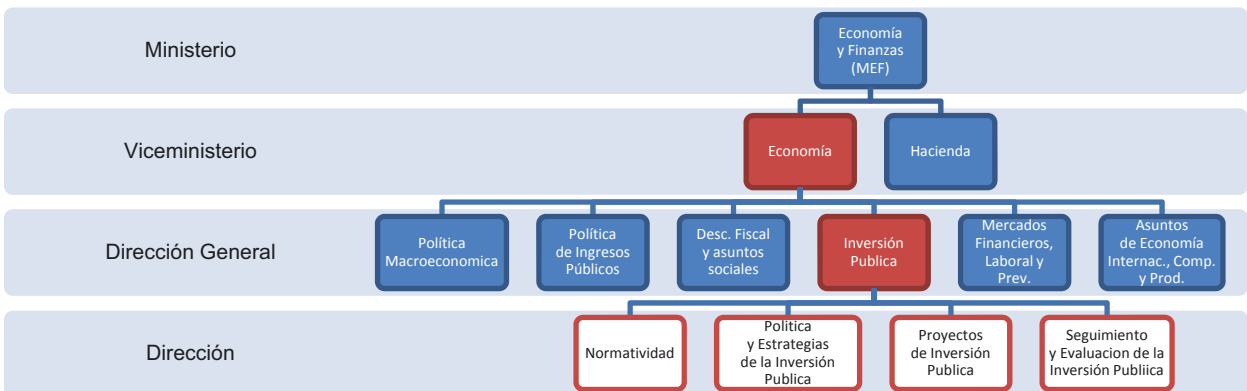 Ministerio
Economía
y Finanzas
(MEF)
Viceministerio
Economía
Hacienda
Dirección General
Política
Macroeconomica
Política
de Ingresos
Públicos
Desc. Fiscal
y asuntos
sociales
Inversión
Publica
Mercados
Financieros,
Laboral y
Prev.
Asuntos
de Economía
Internac., Comp.
y Prod.
Dirección
Normatividad
Politica
y Estrategias
de la Inversión
Publica
Proyectos
de Inversión
Publica
Seguimiento
y Evaluacion de la
Inversión Publiica